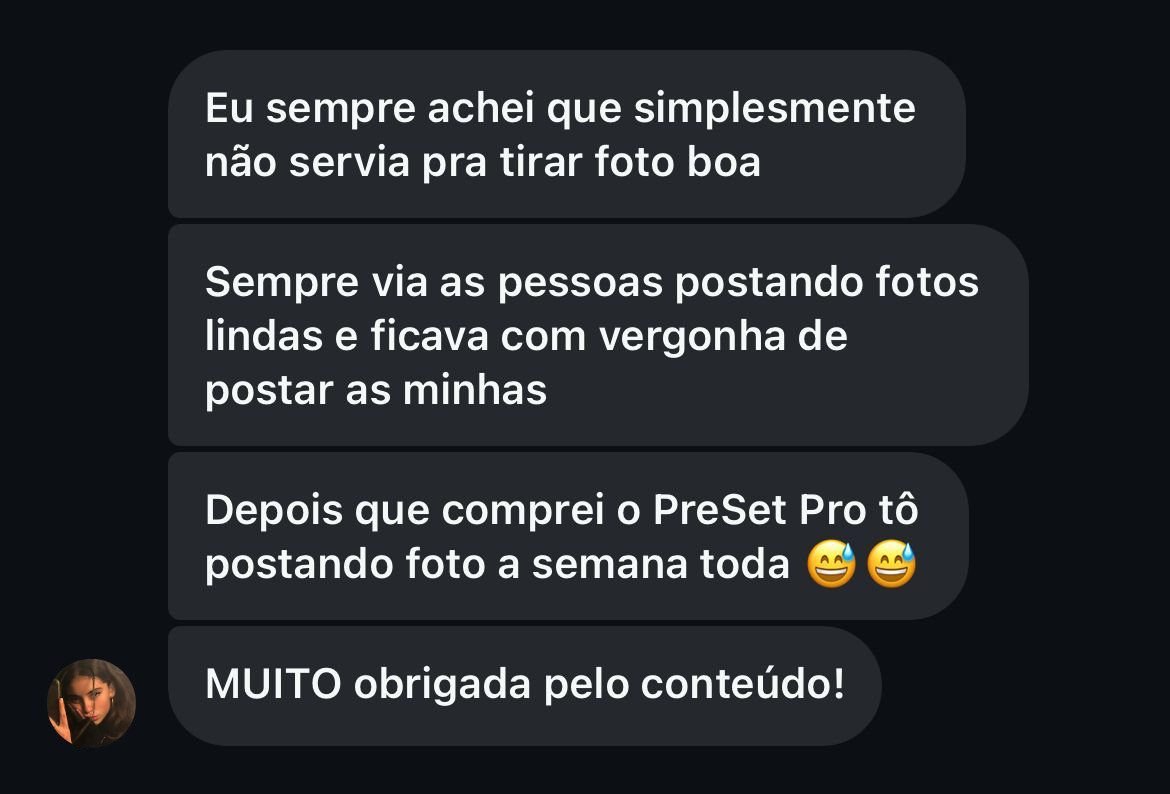 Eu sempre achei que simplesmente
não servia pra tirar foto boa
Sempre via as pessoas postando fotos
lindas e ficava com vergonha de
postar as minhas
Depois que comprei o PreSet Pro tô
postando foto a semana toda 😅😅
MUITO obrigada pelo conteúdo!